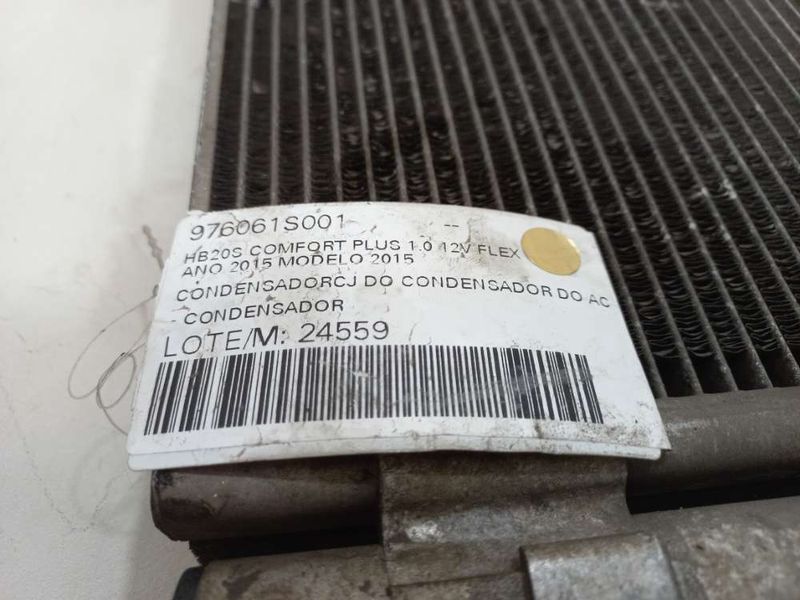 976061S001 --
HB20S COMFORT PLUS 1.0 12V FLEX
ANO 2015 MODELO 2015
CONDENSADORCJ DO CONDENSADOR DO AC
- CONDENSADOR
LOTE/M: 24559